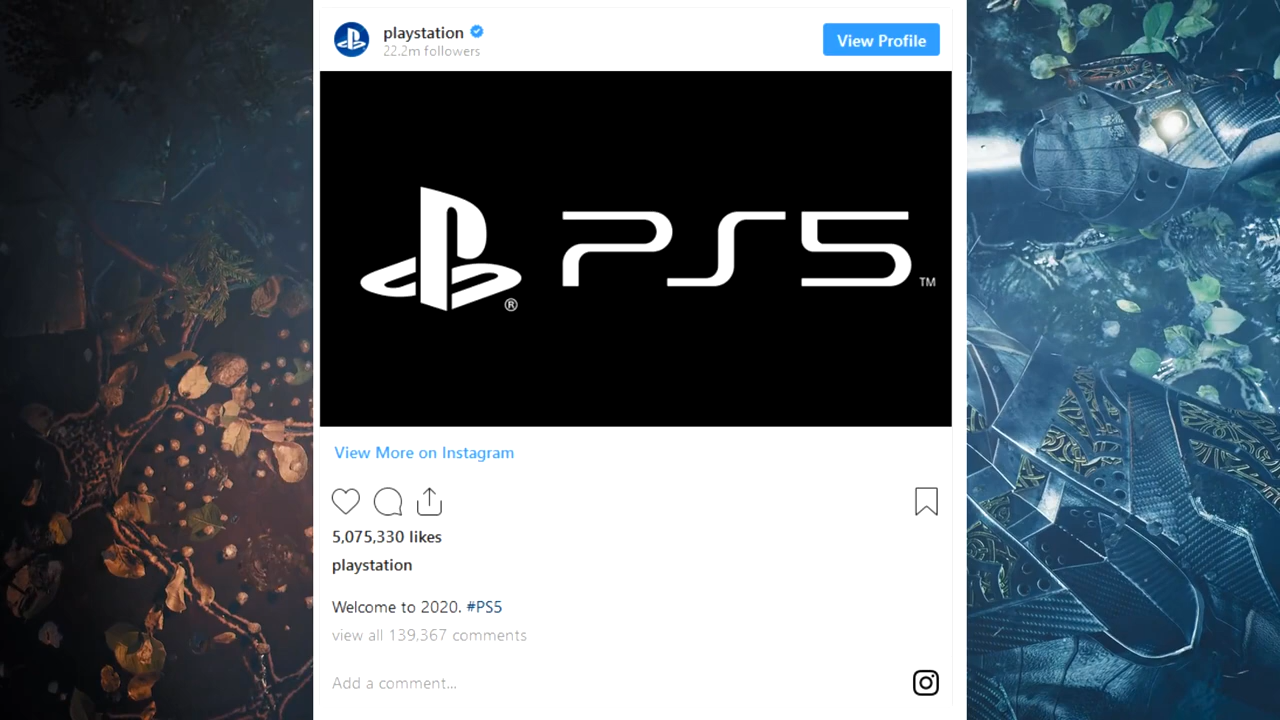 playstation
22.2m followers
View Profile
® PS5 ™
View More on Instagram
5,075,330 likes
playstation
Welcome to 2020. #PS5
view all 139,367 comments
Add a comment...